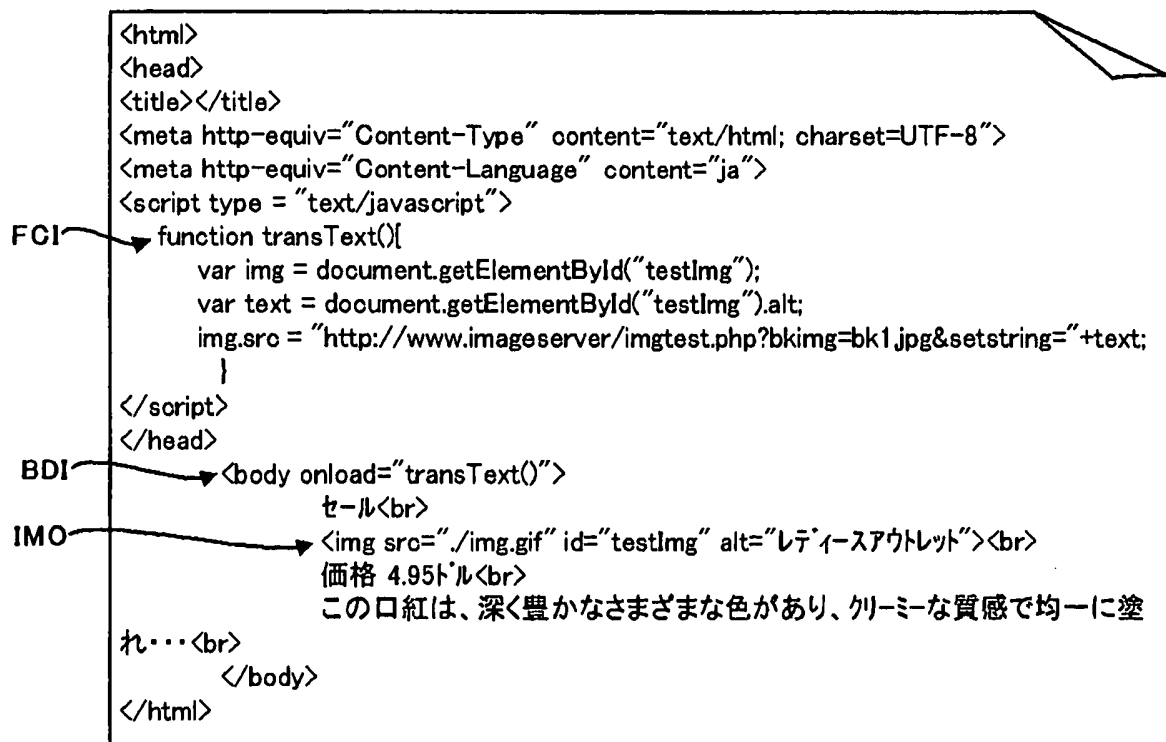 <html>
<head>
<title></title>
<meta http-equiv="Content-Type" content="text/html; charset=UTF-8">
<meta http-equiv="Content-Language" content="ja">
<script type = "text/javascript">
FCI function transText(){
var img = document.getElementById("testImg");
var text = document.getElementById("testImg").alt;
img.src = "http://www.imageserver/imgtest.php?bkimg=bk1.jpg&setstring="+text;
}
</script>
</head>
BDI <body onload="transText()">
セール<br>
IMO <img src="./img.gif" id="testImg" alt="レディースアウトレット"><br>
価格 4.95ドル<br>
この口紅は、深く豊かなさまざまな色があり、クリーミーな質感で均一に塗
れ・・・<br>
</body>
</html>